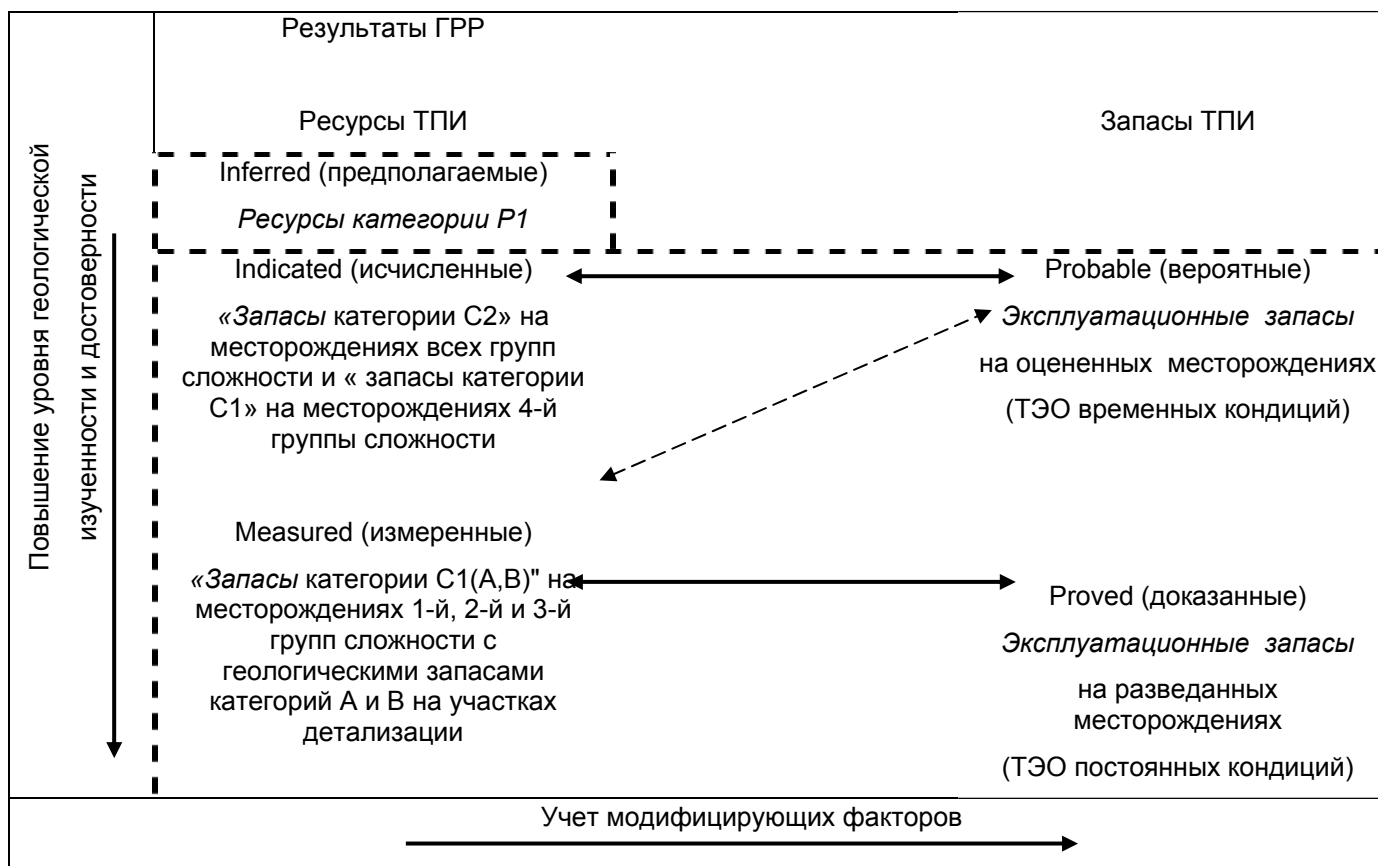 Результаты ГРР
Ресурсы ТПИ
Запасы ТПИ
Повышение уровня геологической
изученности и достоверности
Inferred (предполагаемые)
Ресурсы категории Р1
Indicated (исчисленные)
«Запасы категории С2» на
месторождениях всех групп
сложности и « запасы категории
С1» на месторождениях 4-й
группы сложности
Probable (вероятные)
Эксплуатационные запасы
на оцененных месторождениях
(ТЭО временных кондиций)
Measured (измеренные)
«Запасы категории С1(А,В)" на
месторождениях 1-й, 2-й и 3-й
групп сложности с
геологическими запасами
категорий А и В на участках
детализации
Proved (доказанные)
Эксплуатационные запасы
на разведанных
месторождениях
(ТЭО постоянных кондиций)
Учет модифицирующих факторов